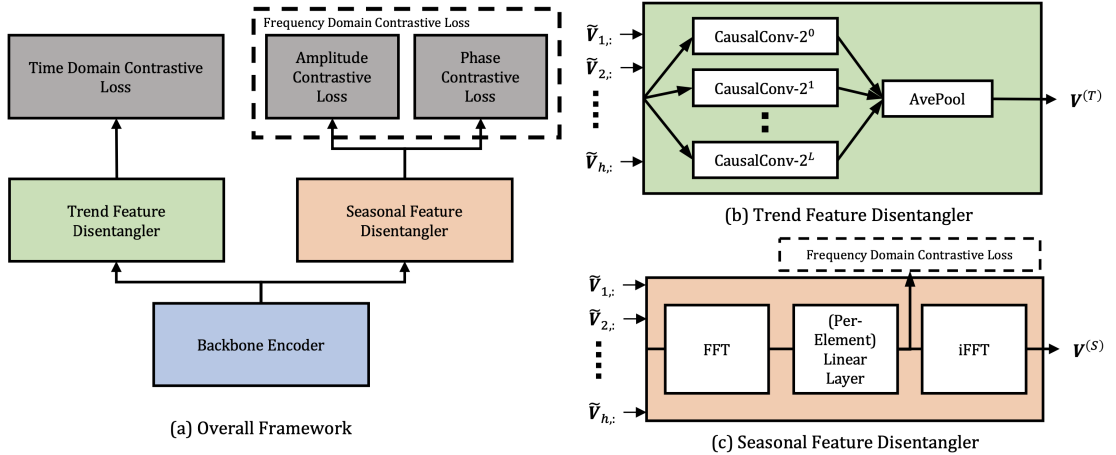 Frequency Domain Contrastive Loss
Time Domain Contrastive
Loss
Amplitude
Contrastive
Loss
Phase
Contrastive
Loss
Trend Feature
Disentangler
Seasonal Feature
Disentangler
Backbone Encoder
(a) Overall Framework
Ṽ₁,:
Ṽ₂,:
Ṽₕ,:
CausalConv-2⁰
CausalConv-2¹
CausalConv-2ᴸ
AvePool
V⁽ᵀ⁾
(b) Trend Feature Disentangler
Frequency Domain Contrastive Loss
Ṽ₁,:
Ṽ₂,:
Ṽₕ,:
FFT
(Per-
Element)
Linear
Layer
iFFT
V⁽ˢ⁾
(c) Seasonal Feature Disentangler